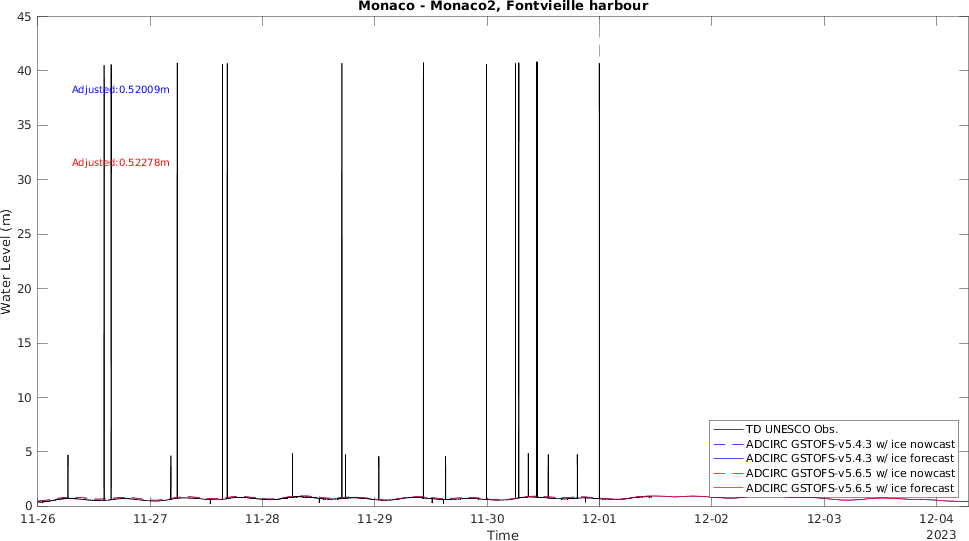 Monaco - Monaco2, Fontvieille harbour
45
40
35
30
25
20
15
10
5
0
Water Level (m)
Adjusted:0.52009m
Adjusted:0.52278m
TD UNESCO Obs.
ADCIRC GSTOFS-v5.4.3 w/ ice nowcast
ADCIRC GSTOFS-v5.4.3 w/ ice forecast
ADCIRC GSTOFS-v5.6.5 w/ ice nowcast
ADCIRC GSTOFS-v5.6.5 w/ ice forecast
11-26 11-27 11-28 11-29 11-30 12-01 12-02 12-03 12-04
Time
2023